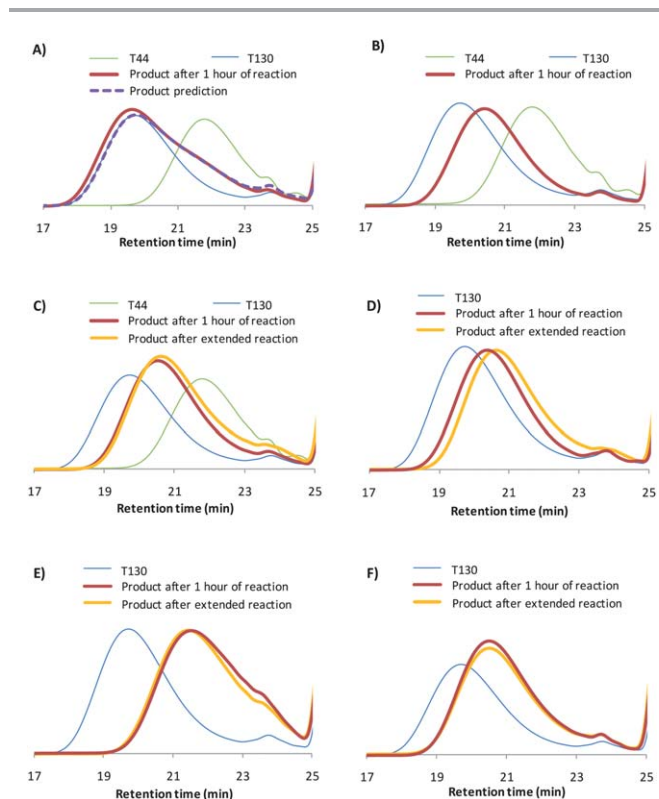 A)
T44 T130
Product after 1 hour of reaction
Product prediction
17 19 21 23 25
Retention time (min)
B)
T44 T130
Product after 1 hour of reaction
17 19 21 23 25
Retention time (min)
C)
T44 T130
Product after 1 hour of reaction
Product after extended reaction
17 19 21 23 25
Retention time (min)
D)
T130
Product after 1 hour of reaction
Product after extended reaction
17 19 21 23 25
Retention time (min)
E)
T130
Product after 1 hour of reaction
Product after extended reaction
17 19 21 23 25
Retention time (min)
F)
T130
Product after 1 hour of reaction
Product after extended reaction
17 19 21 23 25
Retention time (min)